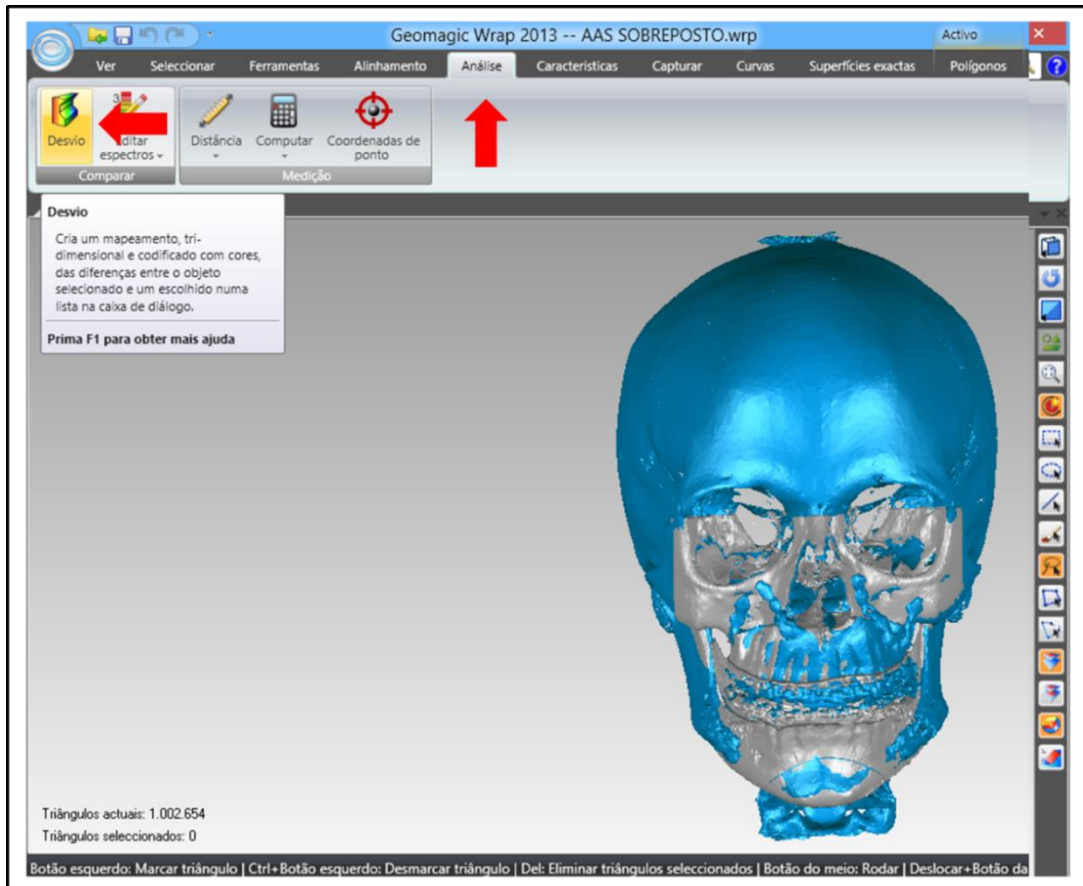 Geomagic Wrap 2013 -- AAS SOBREPOSTO.wrp
Activo
Ver Seleccionar Ferramentas Alinhamento Análise Características Capturar Curvas Superfícies exactas Polígonos
Desvio
espectros
Distância
Computar
Coordenadas de
ponto
Comparar
Medição
Desvio
Cria um mapeamento, tri-
dimensional e codificado com cores,
das diferenças entre o objeto
selecionado e um escolhido numa
lista na caixa de diálogo.
Prima F1 para obter mais ajuda
Triângulos actuais: 1.002.654
Triângulos seleccionados: 0
Botão esquerdo: Marcar triângulo | Ctrl+Botão esquerdo: Desmarcar triângulo | Del: Eliminar triângulos seleccionados | Botão do meio: Rodar | Deslocar+Botão da